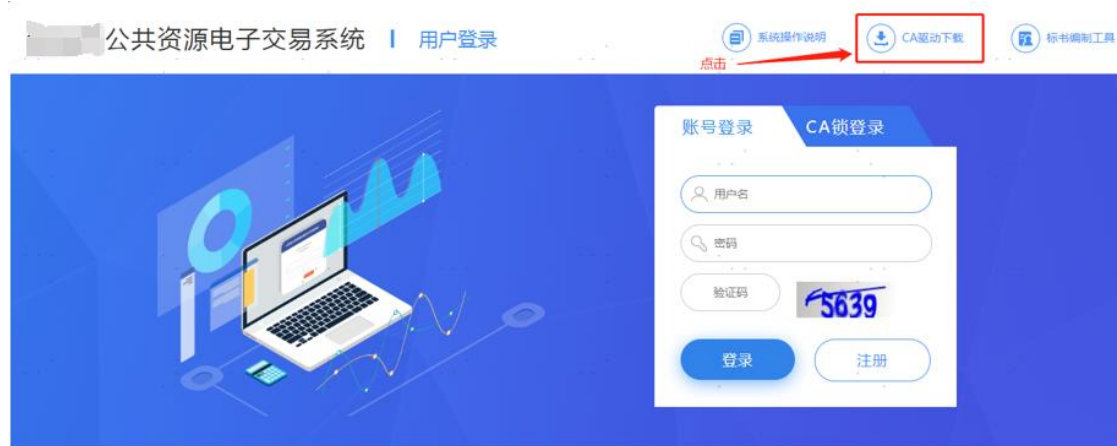 公共资源电子交易系统 | 用户登录
系统操作说明
CA驱动下载
标书编制工具
点击
账号登录
CA锁登录
用户名
密码
验证码
5639
登录
注册